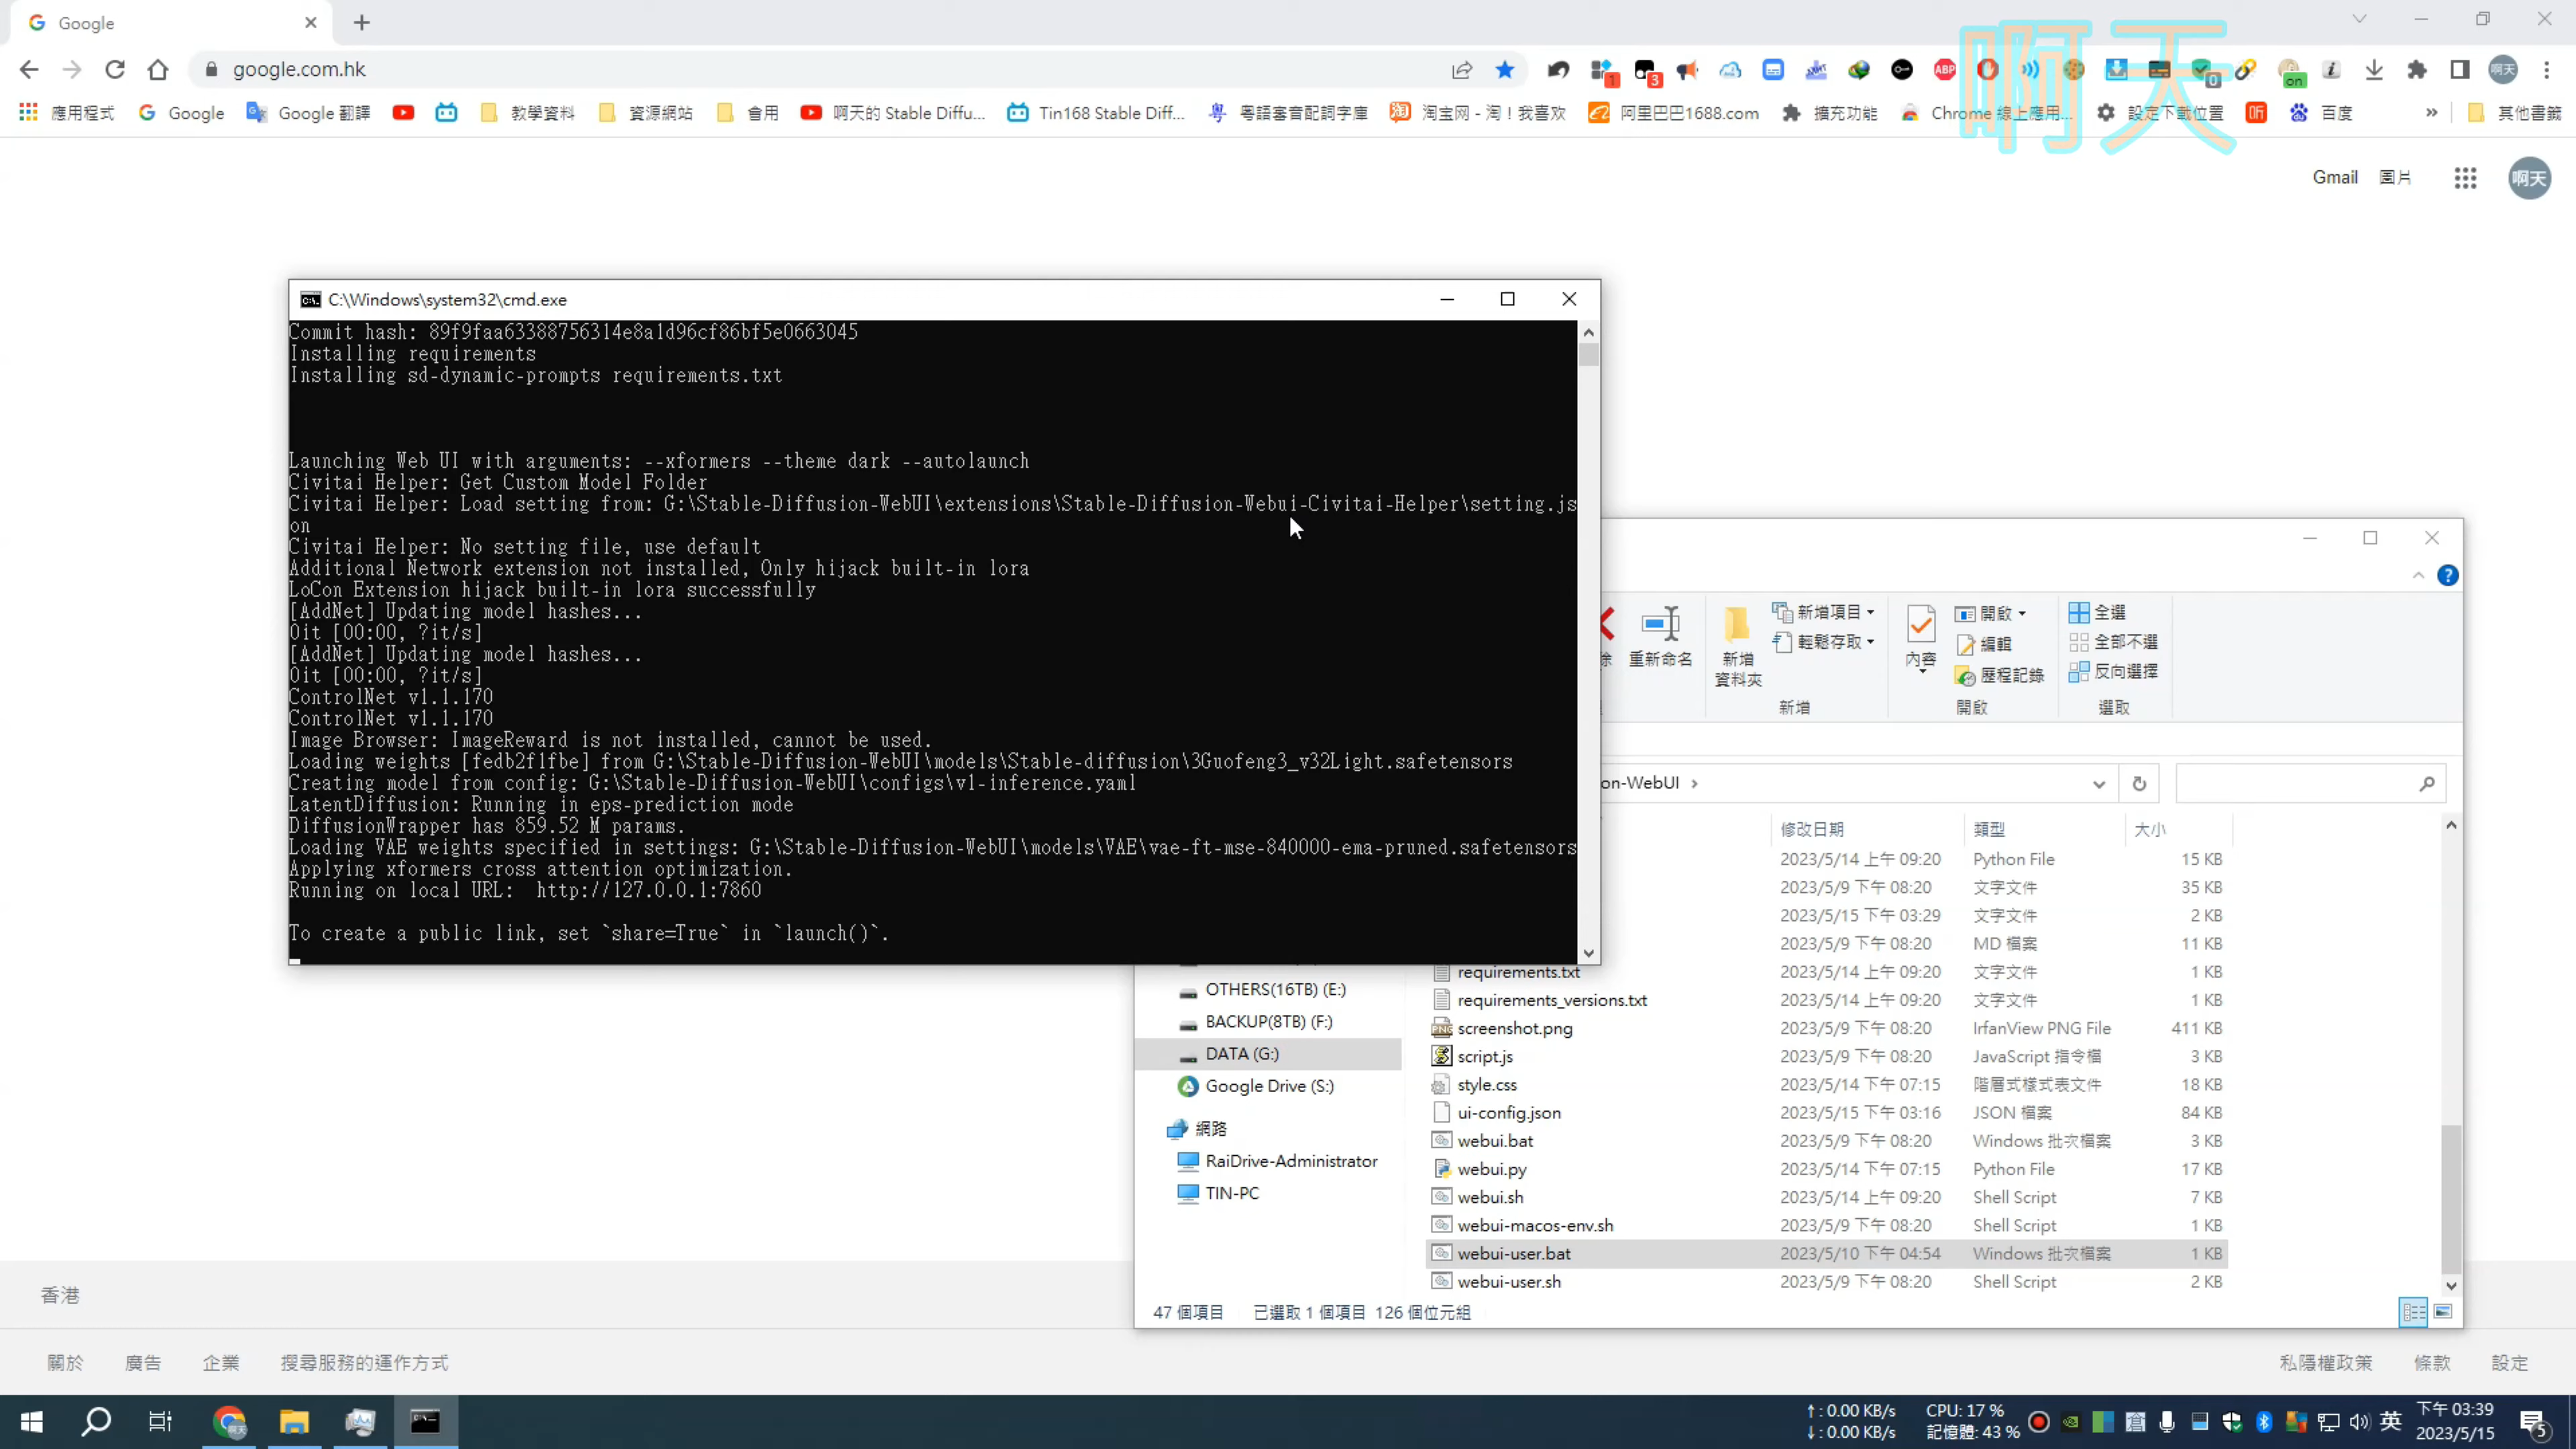 Google
啊天
google.com.hk
1
3
ABP
0
on
啊天
應用程式
Google
Google 翻譯
教學資料
資源網站
會用
啊天的 Stable Diffu...
Tin168 Stable Diff...
粵語審音配詞字庫
淘宝网 - 淘！我喜欢
阿里巴巴1688.com
擴充功能
Chrome 線上應用...
設定下載位置
百度
»
其他書籤
Gmail
圖片
啊天
C:\Windows\system32\cmd.exe
Commit hash: 89f9faa63388756314e8a1d96cf86bf5e0663045
Installing requirements
Installing sd-dynamic-prompts requirements.txt
Launching Web UI with arguments: --xformers --theme dark --autolaunch
Civitai Helper: Get Custom Model Folder
Civitai Helper: Load setting from: G:\Stable-Diffusion-WebUI\extensions\Stable-Diffusion-Webui-Civitai-Helper\setting.js
on
Civitai Helper: No setting file, use default
Additional Network extension not installed, Only hijack built-in lora
LoCon Extension hijack built-in lora successfully
[AddNet] Updating model hashes...
0it [00:00, ?it/s]
[AddNet] Updating model hashes...
0it [00:00, ?it/s]
ControlNet v1.1.170
ControlNet v1.1.170
Image Browser: ImageReward is not installed, cannot be used.
Loading weights [fedb2f1fbe] from G:\Stable-Diffusion-WebUI\models\Stable-diffusion\3Guofeng3_v32Light.safetensors
Creating model from config: G:\Stable-Diffusion-WebUI\configs\v1-inference.yaml
LatentDiffusion: Running in eps-prediction mode
DiffusionWrapper has 859.52 M params.
Loading VAE weights specified in settings: G:\Stable-Diffusion-WebUI\models\VAE\vae-ft-mse-840000-ema-pruned.safetensors
Applying xformers cross attention optimization.
Running on local URL:  http://127.0.0.1:7860
To create a public link, set `share=True` in `launch()`.
除
重新命名
新增
資料夾
新增項目
輕鬆存取
新增
內容
開啟
編輯
歷程記錄
開啟
全選
全部不選
反向選擇
選取
on-WebUI
修改日期 類型 大小
2023/5/14 上午 09:20 Python File 15 KB
2023/5/9 下午 08:20 文字文件 35 KB
2023/5/15 下午 03:29 文字文件 2 KB
2023/5/9 下午 08:20 MD 檔案 11 KB
requirements.txt 2023/5/14 上午 09:20 文字文件 1 KB
requirements_versions.txt 2023/5/14 上午 09:20 文字文件 1 KB
screenshot.png 2023/5/9 下午 08:20 IrfanView PNG File 411 KB
script.js 2023/5/9 下午 08:20 JavaScript 指令檔 3 KB
style.css 2023/5/14 下午 07:15 階層式樣式表文件 18 KB
ui-config.json 2023/5/15 下午 03:16 JSON 檔案 84 KB
webui.bat 2023/5/9 下午 08:20 Windows 批次檔案 3 KB
webui.py 2023/5/14 下午 07:15 Python File 17 KB
webui.sh 2023/5/14 上午 09:20 Shell Script 7 KB
webui-macos-env.sh 2023/5/9 下午 08:20 Shell Script 1 KB
webui-user.bat 2023/5/10 下午 04:54 Windows 批次檔案 1 KB
webui-user.sh 2023/5/9 下午 08:20 Shell Script 2 KB
OTHERS(16TB) (E:)
BACKUP(8TB) (F:)
DATA (G:)
Google Drive (S:)
網路
RaiDrive-Administrator
TIN-PC
47 個項目 已選取 1 個項目 126 個位元組
香港
關於
廣告
企業
搜尋服務的運作方式
私隱權政策
條款
設定
↑: 0.00 KB/s
↓: 0.00 KB/s
CPU: 17 %
記憶體: 43 %
英
下午 03:39
2023/5/15
5